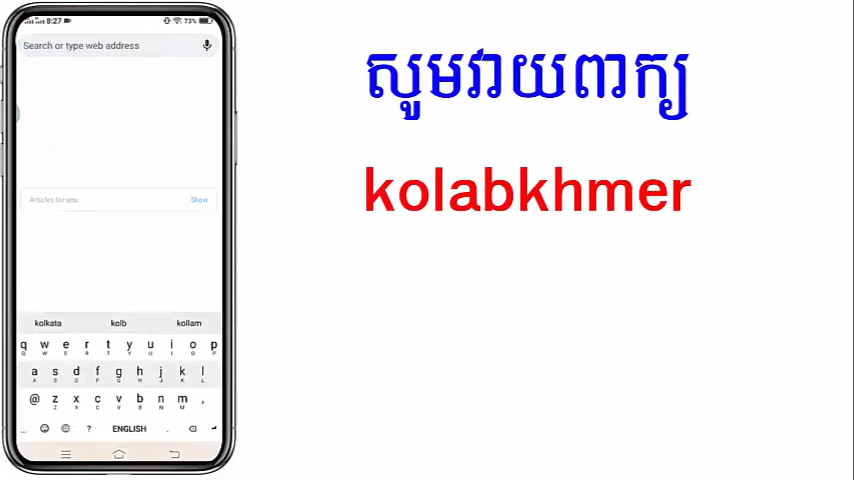 8:27
73%
Search or type web address
Articles for you
Show
kolkata kolb kollam
q w e r t y u i o p
Q W E R T Y U I O P
a s d f g h j k l
A S D F G H J K L
@ z x c v b n m ,
Z X C V B N M
... ? ENGLISH .
សូមវាយពាក្យ
kolabkhmer